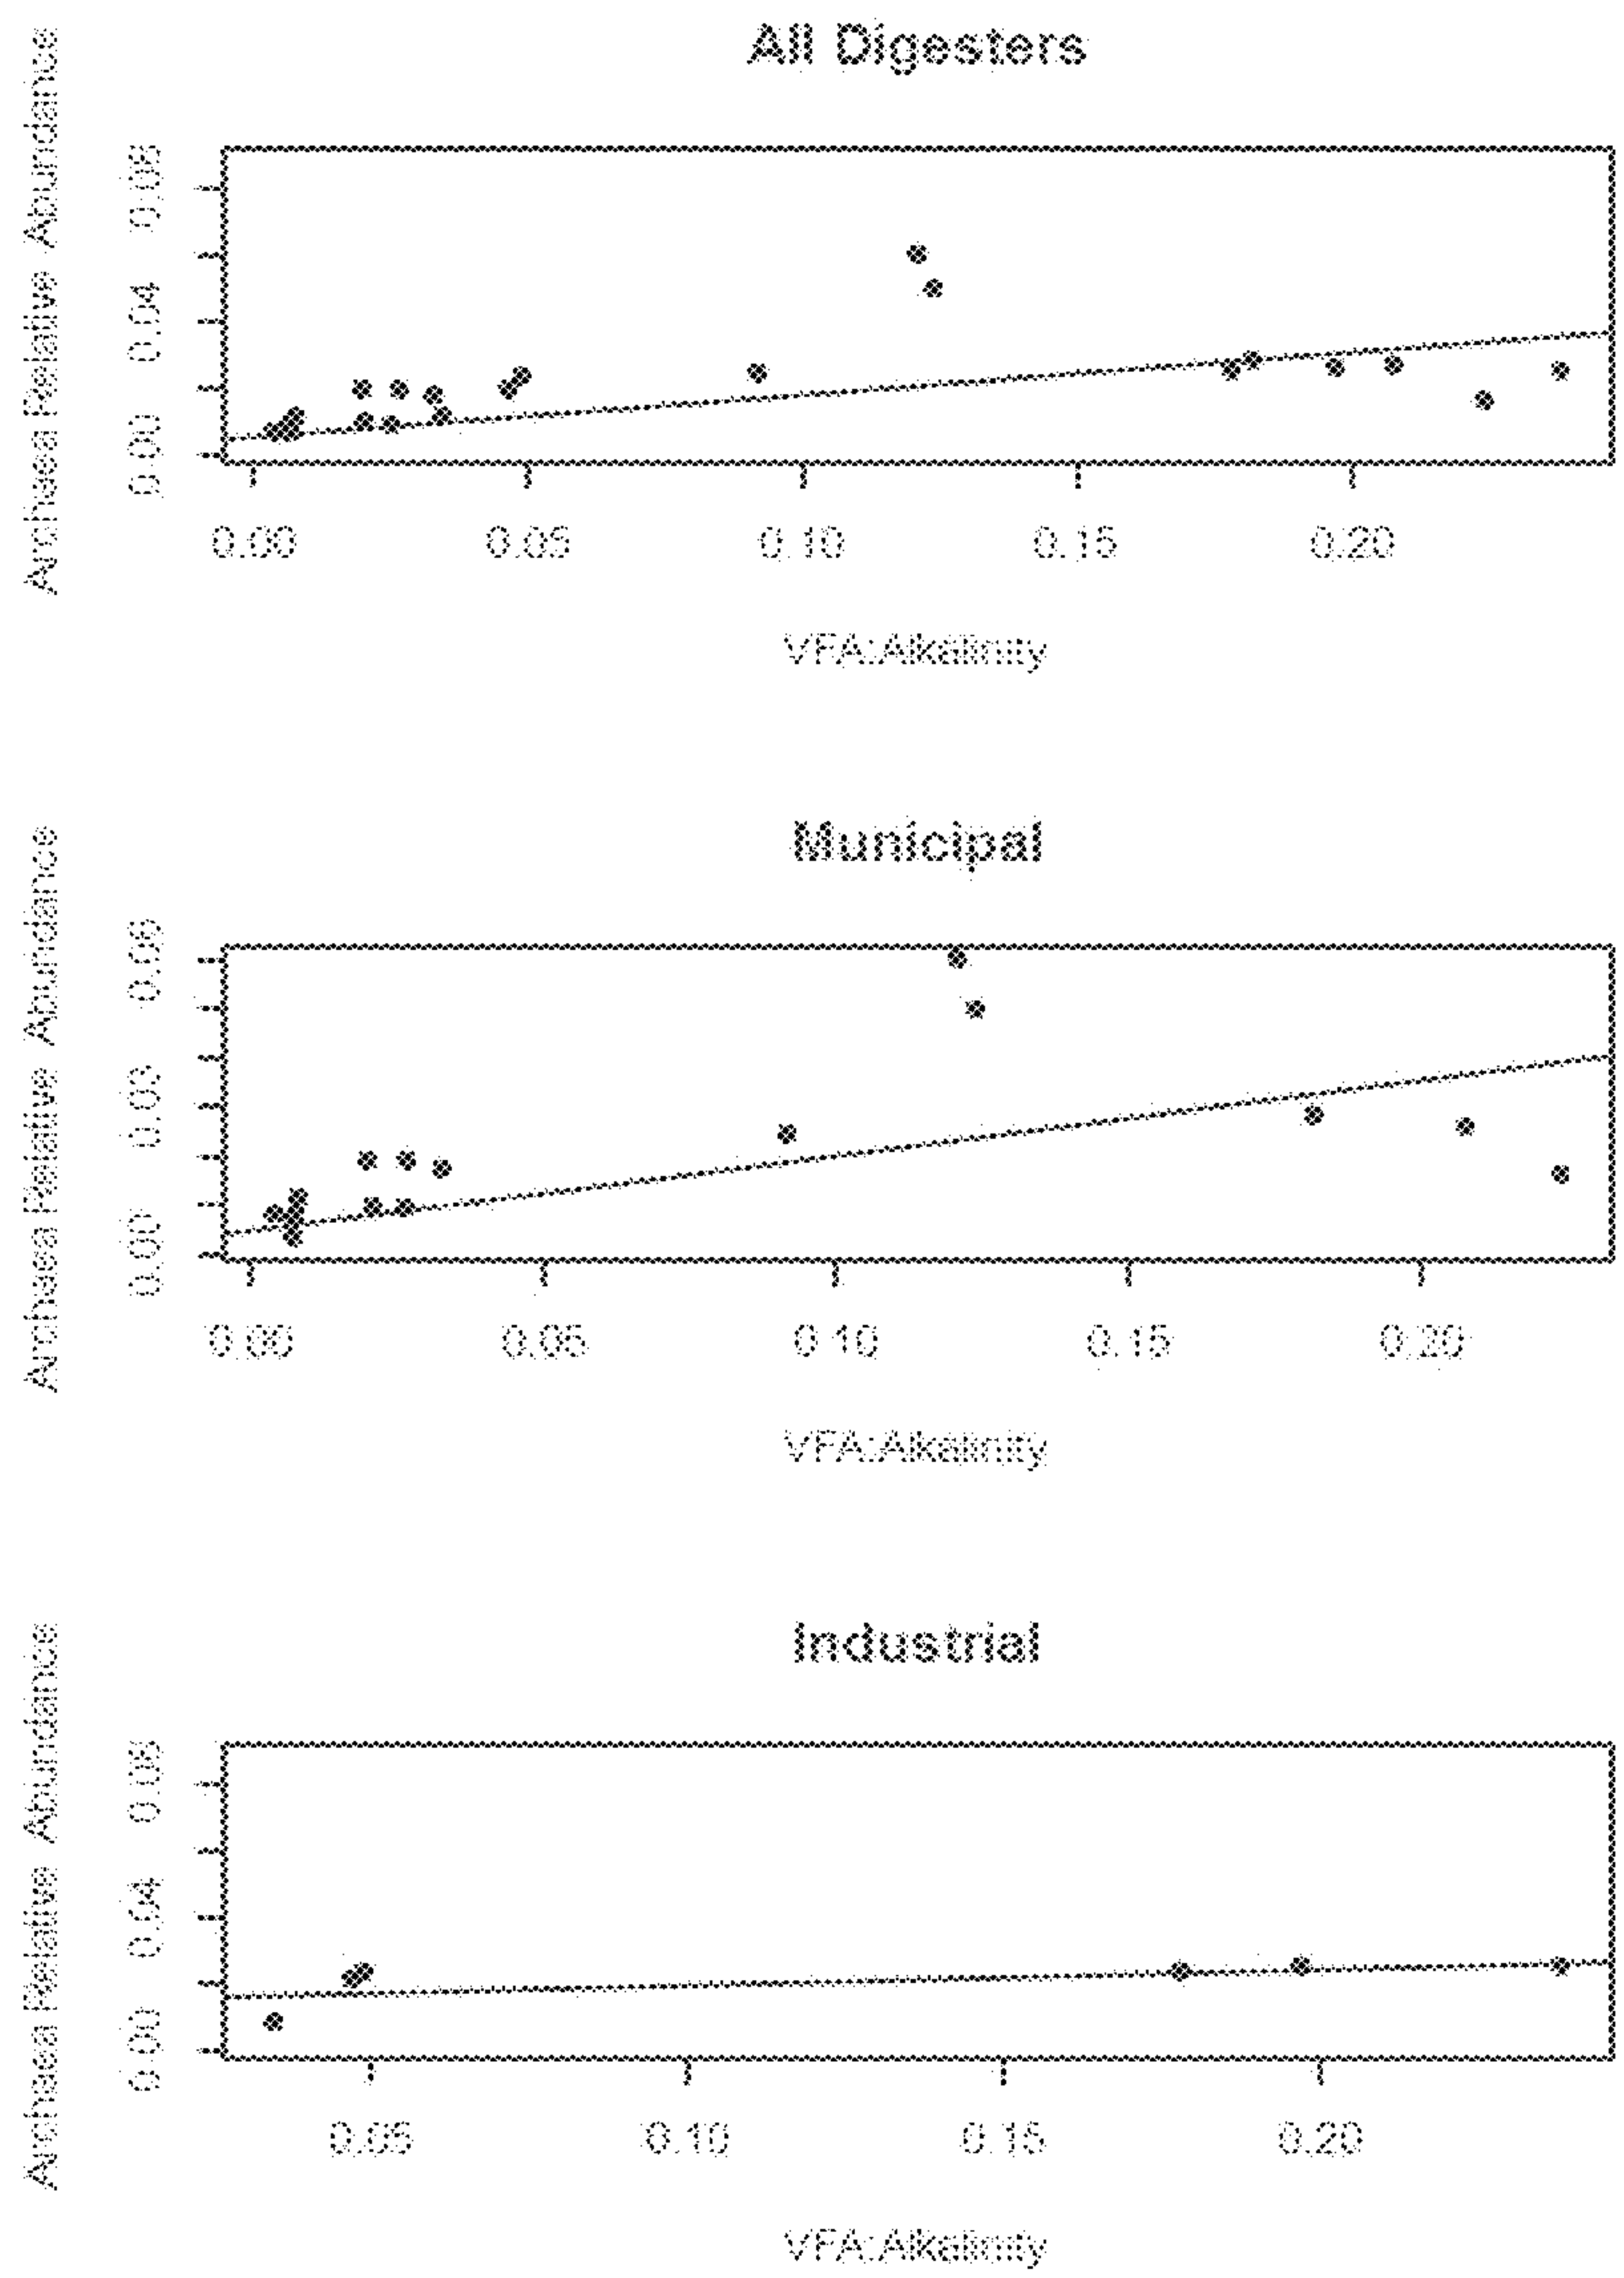 All Digesters
Archaea Relative Abundance
0.08
0.04
0.00
0.00 0.05 0.10 0.15 0.20
VFA:Alkalinity
Municipal
Archaea Relative Abundance
0.06
0.03
0.00
0.00 0.05 0.10 0.15 0.20
VFA:Alkalinity
Industrial
Archaea Relative Abundance
0.08
0.04
0.00
0.05 0.10 0.15 0.20
VFA:Alkalinity